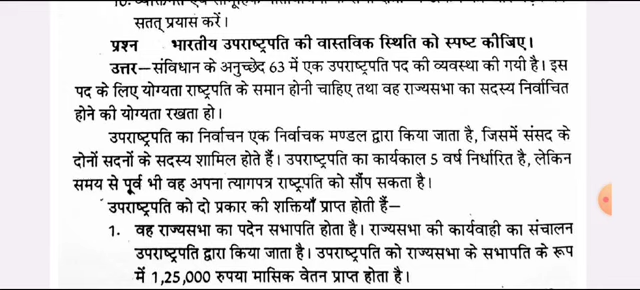 सतत् प्रयास करें।
प्रश्न भारतीय उपराष्ट्रपति की वास्तविक स्थिति को स्पष्ट कीजिए।
उत्तर—संविधान के अनुच्छेद 63 में एक उपराष्ट्रपति पद की व्यवस्था की गयी है। इस
पद के लिए योग्यता राष्ट्रपति के समान होनी चाहिए तथा वह राज्यसभा का सदस्य निर्वाचित
होने की योग्यता रखता हो।
उपराष्ट्रपति का निर्वाचन एक निर्वाचक मण्डल द्वारा किया जाता है, जिसमें संसद के
दोनों सदनों के सदस्य शामिल होते हैं। उपराष्ट्रपति का कार्यकाल 5 वर्ष निर्धारित है, लेकिन
समय से पूर्व भी वह अपना त्यागपत्र राष्ट्रपति को सौंप सकता है।
उपराष्ट्रपति को दो प्रकार की शक्तियाँ प्राप्त होती हैं—
1. वह राज्यसभा का पदेन सभापति होता है। राज्यसभा की कार्यवाही का संचालन
उपराष्ट्रपति द्वारा किया जाता है। उपराष्ट्रपति को राज्यसभा के सभापति के रूप
में 1,25,000 रुपया मासिक वेतन प्राप्त होता है।